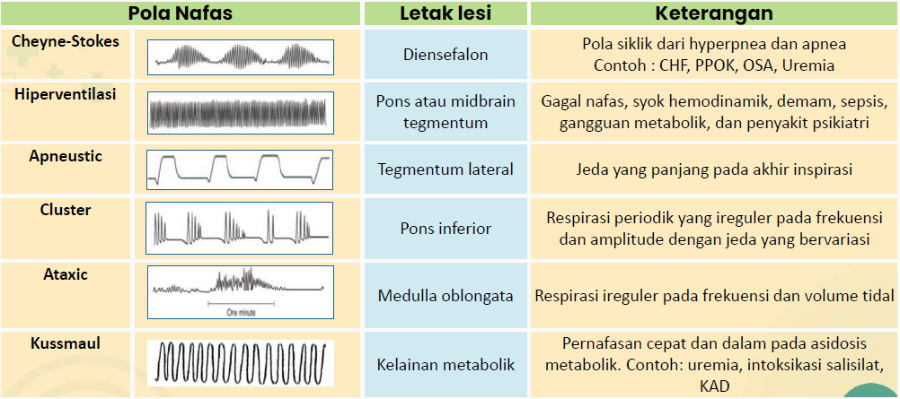 Pola Nafas Letak lesi Keterangan
Cheyne-Stokes
Diensefalon
Pola siklik dari hyperpnea dan apnea
Contoh : CHF, PPOK, OSA, Uremia
Hiperventilasi
Pons atau midbrain
tegmentum
Gagal nafas, syok hemodinamik, demam, sepsis,
gangguan metabolik, dan penyakit psikiatri
Apneustic
Tegmentum lateral
Jeda yang panjang pada akhir inspirasi
Cluster
Pons inferior
Respirasi periodik yang ireguler pada frekuensi
dan amplitude dengan jeda yang bervariasi
Ataxic
One minute
Medulla oblongata
Respirasi ireguler pada frekuensi dan volume tidal
Kussmaul
Kelainan metabolik
Pernafasan cepat dan dalam pada asidosis
metabolik. Contoh: uremia, intoksikasi salisilat,
KAD